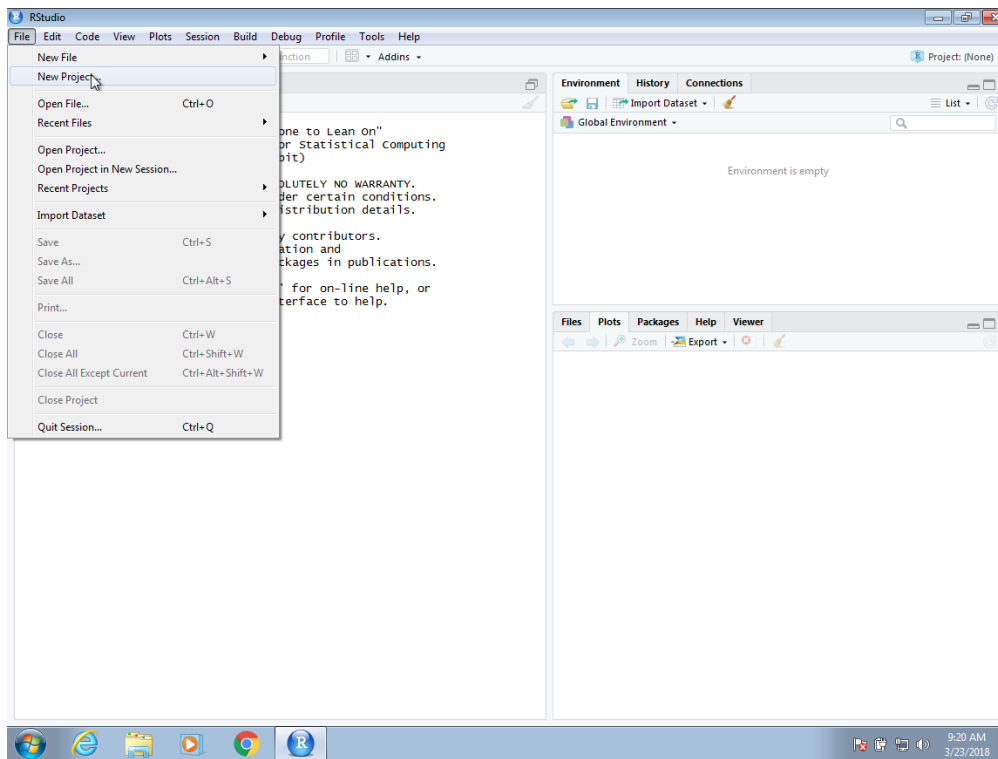 RStudio
File Edit Code View Plots Session Build Debug Profile Tools Help
nction Addins Project: (None)
New File
New Project...
Open File... Ctrl+O
Recent Files
Open Project...
Open Project in New Session...
Recent Projects
Import Dataset
Save Ctrl+S
Save As...
Save All Ctrl+Alt+S
Print...
Close Ctrl+W
Close All Ctrl+Shift+W
Close All Except Current Ctrl+Alt+Shift+W
Close Project
Quit Session... Ctrl+Q
one to Lean On"
or Statistical Computing
bit)
OLUTELY NO WARRANTY.
der certain conditions.
istribution details.
y contributors.
ation and
ckages in publications.
' for on-line help, or
terface to help.
Environment History Connections
Import Dataset List
Global Environment
Environment is empty
Files Plots Packages Help Viewer
Zoom Export
R
9:20 AM
3/23/2018